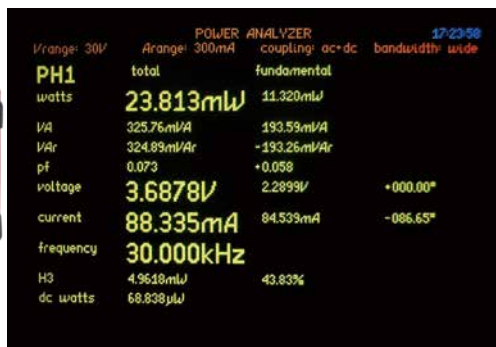 POWER ANALYZER 17:23:58
Vrange: 30V Arange: 300mA coupling: ac+dc bandwidth: wide
PH1 total fundamental
watts 23.813mW 11.320mW
VA 325.76mVA 193.59mVA
VAr 324.89mVAr -193.26mVAr
pf 0.073 +0.058
voltage 3.6878V 2.2899V +000.00°
current 88.335mA 84.539mA -086.65°
frequency 30.000kHz
H3 4.9618mW 43.83%
dc watts 68.838µW